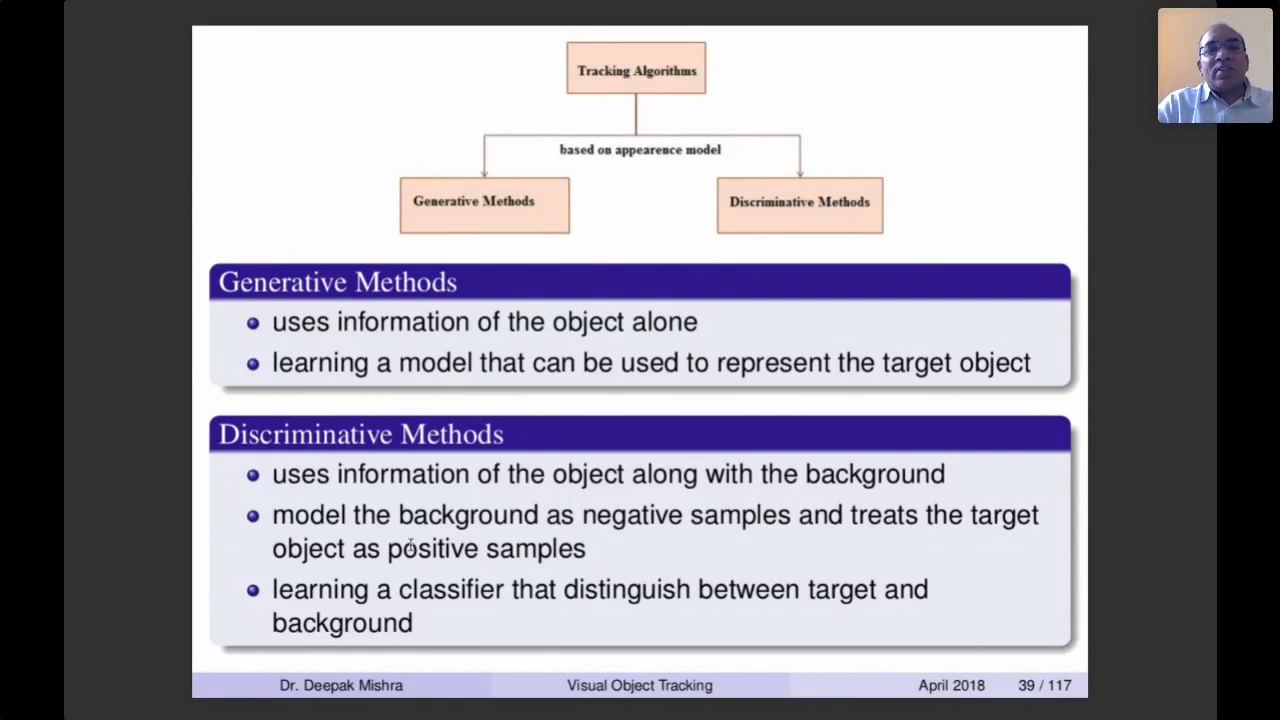 Tracking Algorithms
based on appearence model
Generative Methods
Discriminative Methods
Generative Methods
uses information of the object alone
learning a model that can be used to represent the target object
Discriminative Methods
uses information of the object along with the background
model the background as negative samples and treats the target
object as positive samples
learning a classifier that distinguish between target and
background
Dr. Deepak Mishra
Visual Object Tracking
April 2018
39 / 117